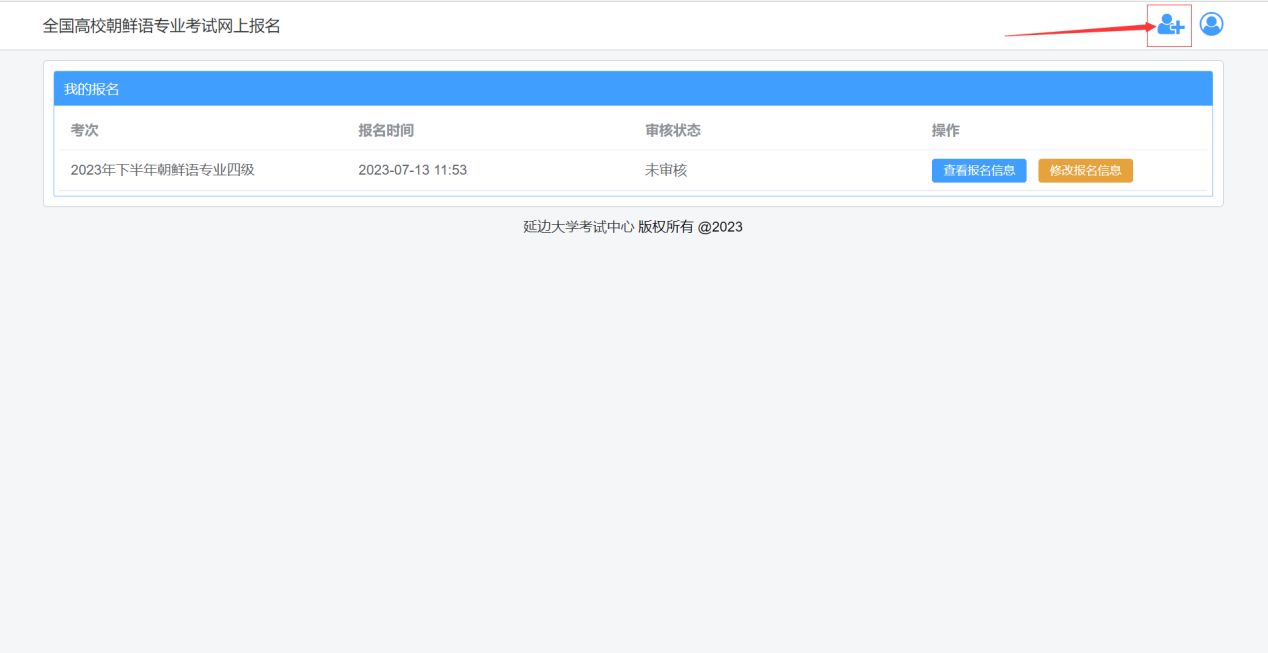 全国高校朝鲜语专业考试网上报名
我的报名
考次 报名时间 审核状态 操作
2023年下半年朝鲜语专业四级 2023-07-13 11:53 未审核 查看报名信息 修改报名信息
延边大学考试中心 版权所有 @2023